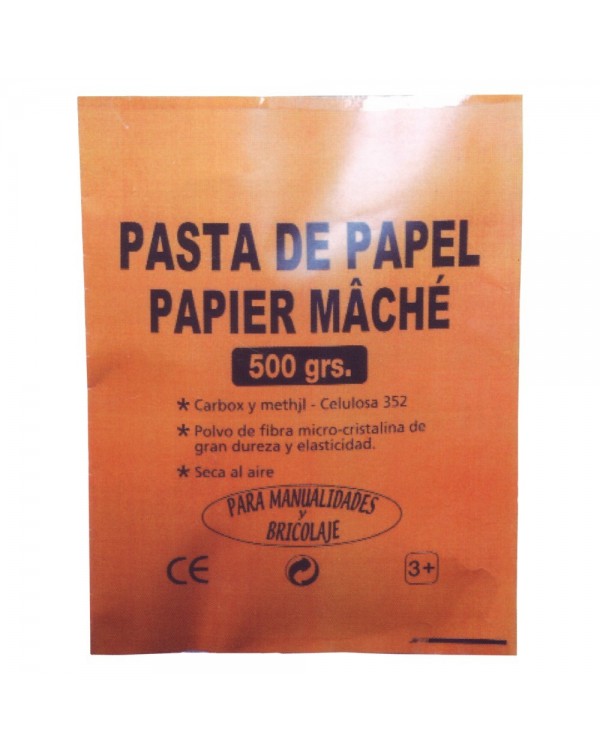 PASTA DE PAPEL
PAPIER MÂCHÉ
500 grs.
* Carbox y methjl - Celulosa 352
* Polvo de fibra micro-cristalina de
gran dureza y elasticidad.
* Seca al aire
PARA MANUALIDADES
y
BRICOLAJE
CE
3+